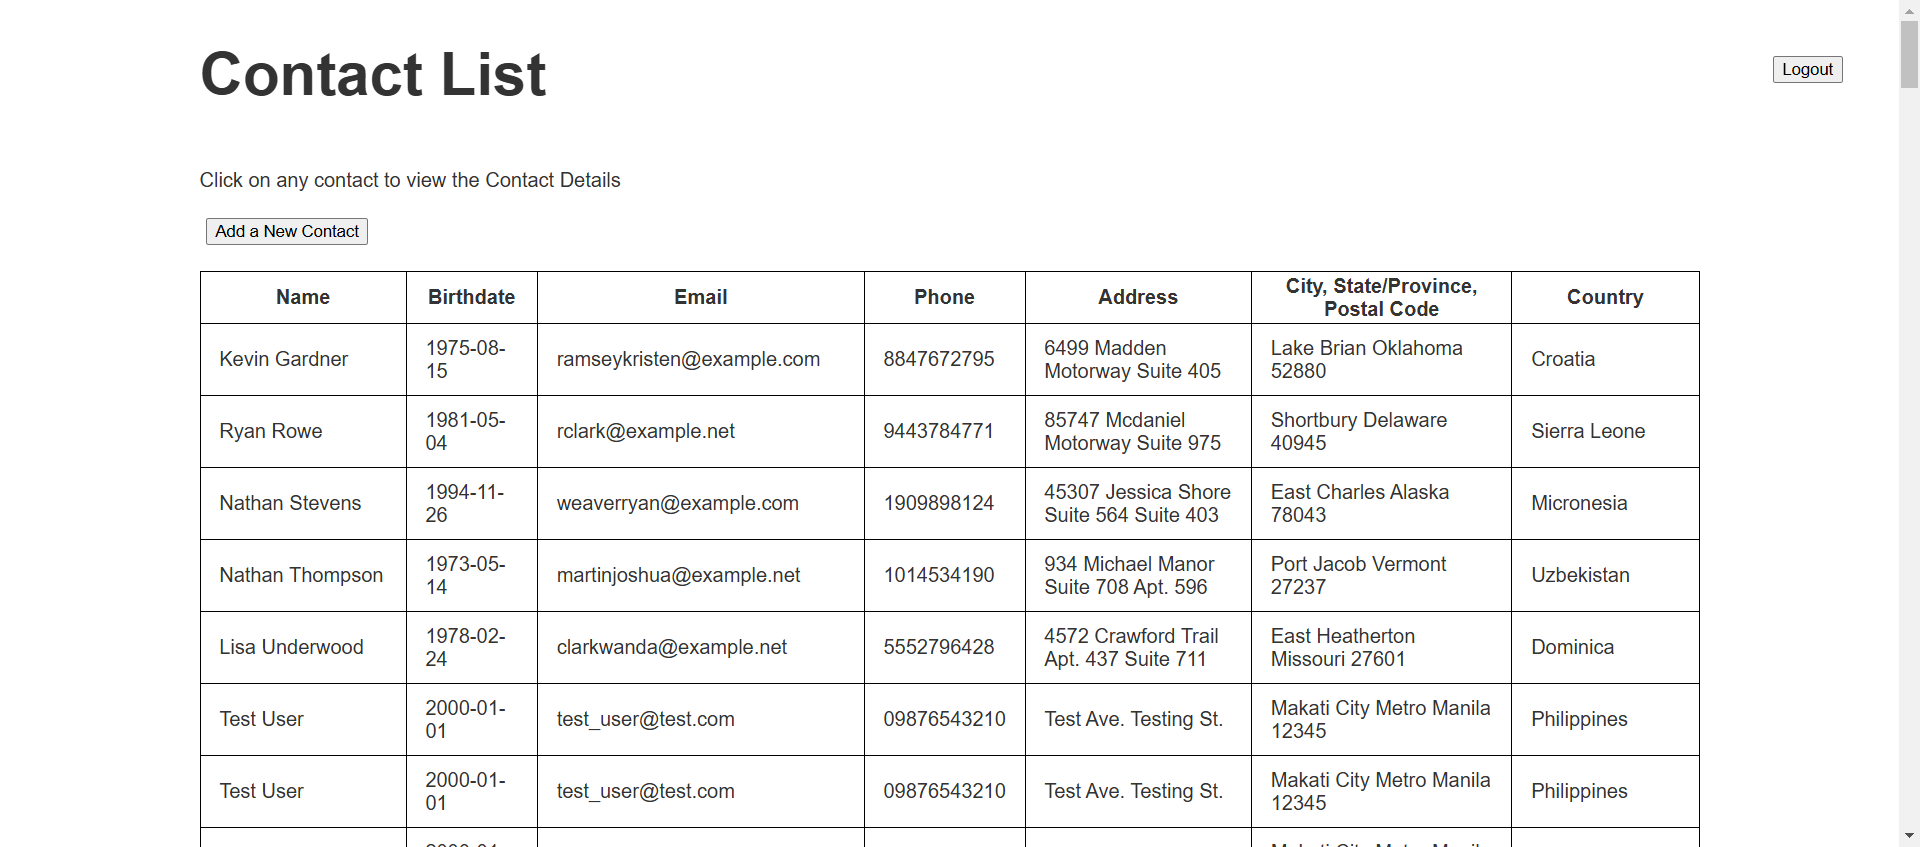 Contact List
Logout
Click on any contact to view the Contact Details
Add a New Contact
Name Birthdate Email Phone Address City, State/Province, Postal Code Country
Kevin Gardner 1975-08-15 ramseykristen@example.com 8847672795 6499 Madden Motorway Suite 405 Lake Brian Oklahoma 52880 Croatia
Ryan Rowe 1981-05-04 rclark@example.net 9443784771 85747 Mcdaniel Motorway Suite 975 Shortbury Delaware 40945 Sierra Leone
Nathan Stevens 1994-11-26 weaverryan@example.com 1909898124 45307 Jessica Shore Suite 564 Suite 403 East Charles Alaska 78043 Micronesia
Nathan Thompson 1973-05-14 martinjoshua@example.net 1014534190 934 Michael Manor Suite 708 Apt. 596 Port Jacob Vermont 27237 Uzbekistan
Lisa Underwood 1978-02-24 clarkwanda@example.net 5552796428 4572 Crawford Trail Apt. 437 Suite 711 East Heatherton Missouri 27601 Dominica
Test User 2000-01-01 test_user@test.com 09876543210 Test Ave. Testing St. Makati City Metro Manila 12345 Philippines
Test User 2000-01-01 test_user@test.com 09876543210 Test Ave. Testing St. Makati City Metro Manila 12345 Philippines